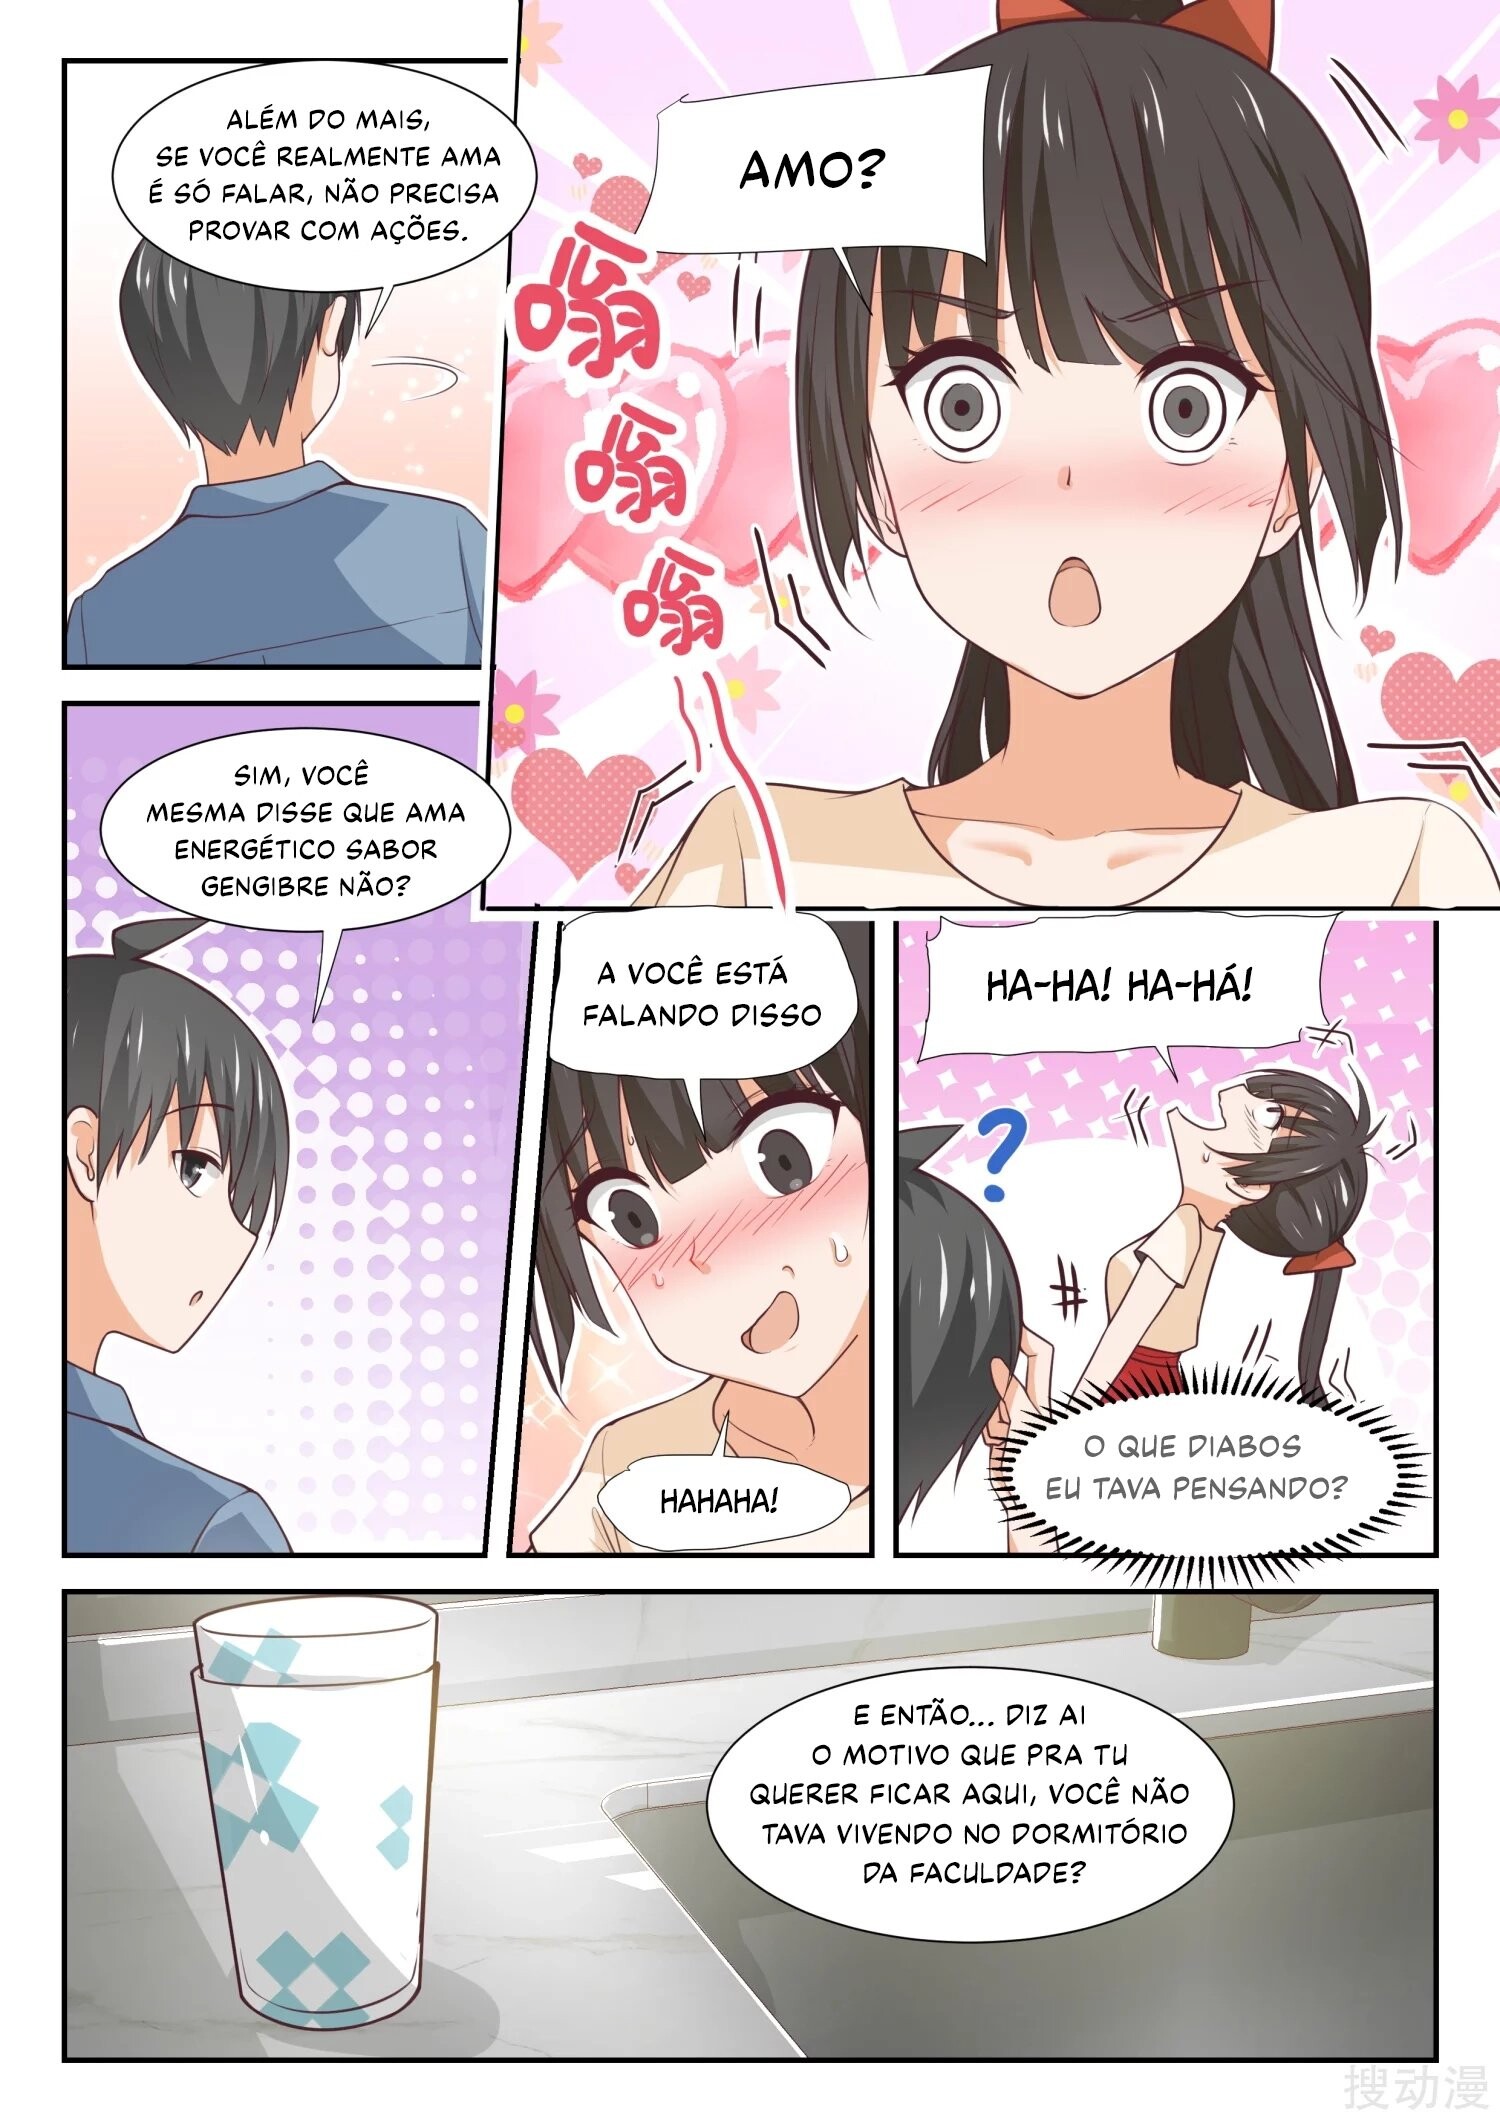 ALÉM DO MAIS,
SE VOCÊ REALMENTE AMA
É SÓ FALAR, NÃO PRECISA
PROVAR COM AÇÕES.
AMO?
嗡
嗡
嗡
SIM, VOCÊ
MESMA DISSE QUE AMA
ENERGÉTICO SABOR
GENGIBRE NÃO?
A VOCÊ ESTÁ
FALANDO DISSO
HAHAHA!
HA-HA! HA-HÁ!
?
O QUE DIABOS
EU TAVA PENSANDO?
E ENTÃO... DIZ AI
O MOTIVO QUE PRA TU
QUERER FICAR AQUI, VOCÊ NÃO
TAVA VIVENDO NO DORMITÓRIO
DA FACULDADE?
搜动漫